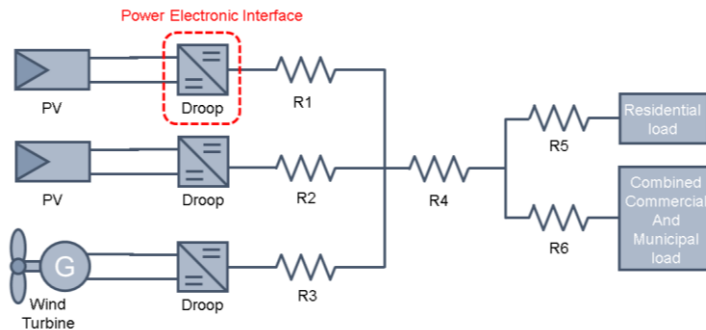 Power Electronic Interface
PV
Droop
R1
PV
Droop
R2
G
Wind
Turbine
Droop
R3
R4
R5
Residential
load
R6
Combined
Commercial
And
Municipal
load